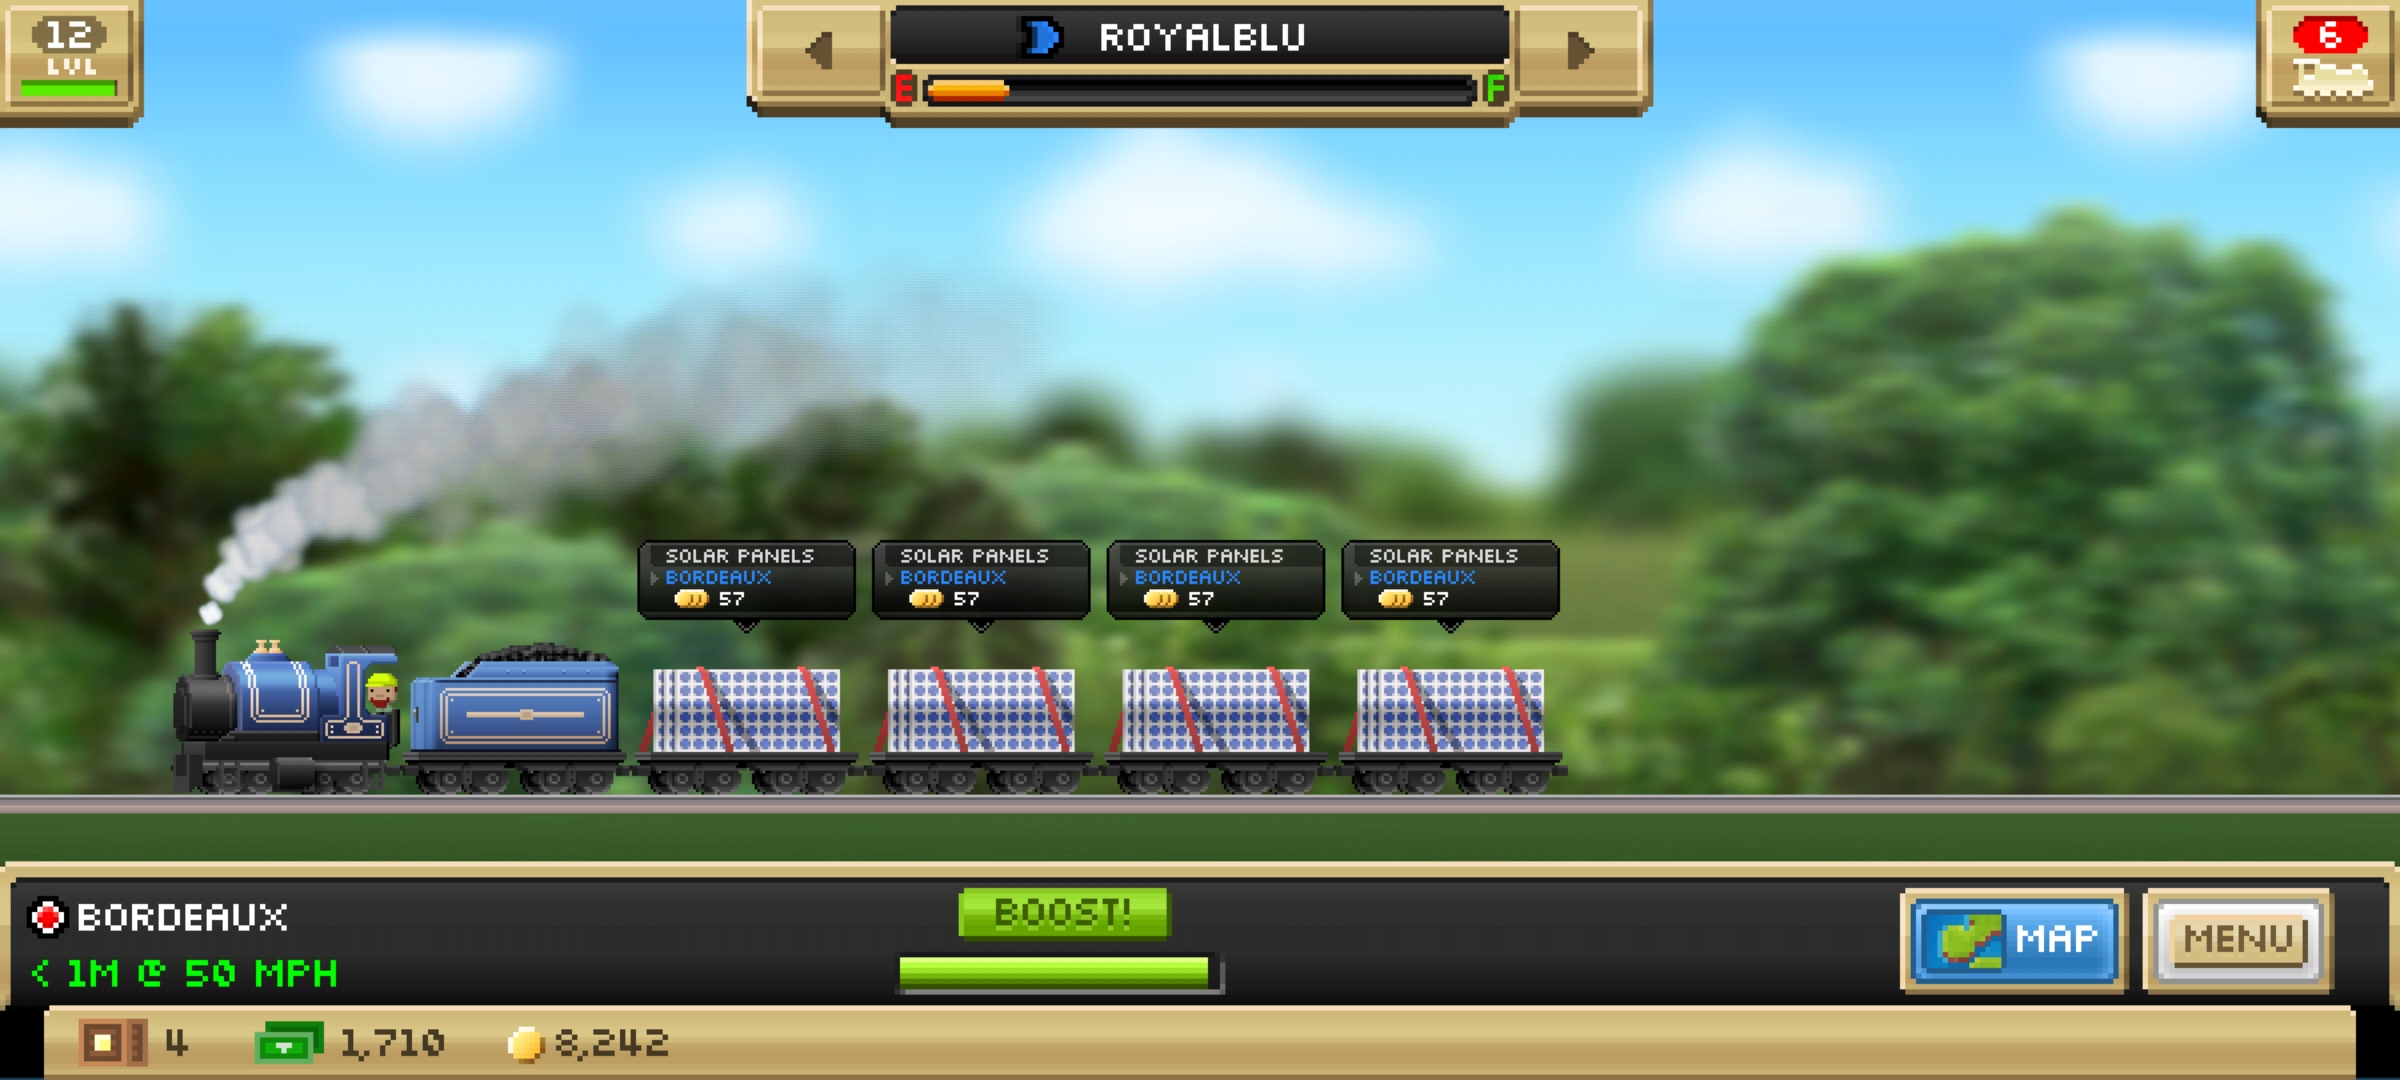 12
LVL
ROYALBLU
E F
6
SOLAR PANELS
BORDEAUX
57
SOLAR PANELS
BORDEAUX
57
SOLAR PANELS
BORDEAUX
57
SOLAR PANELS
BORDEAUX
57
BORDEAUX
< 1M @ 50 MPH
BOOST!
MAP
MENU
4 1,710 8,242